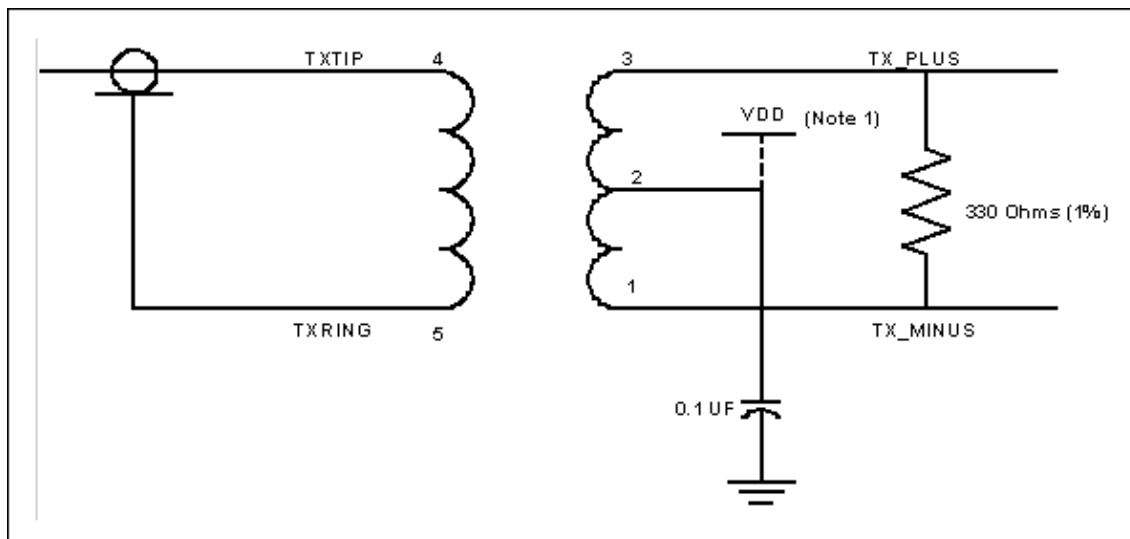 TXTIP 4 3 TX_PLUS
VDD (Note 1)
2
330 Ohms (1%)
1
TXRING 5 TX_MINUS
0.1 UF